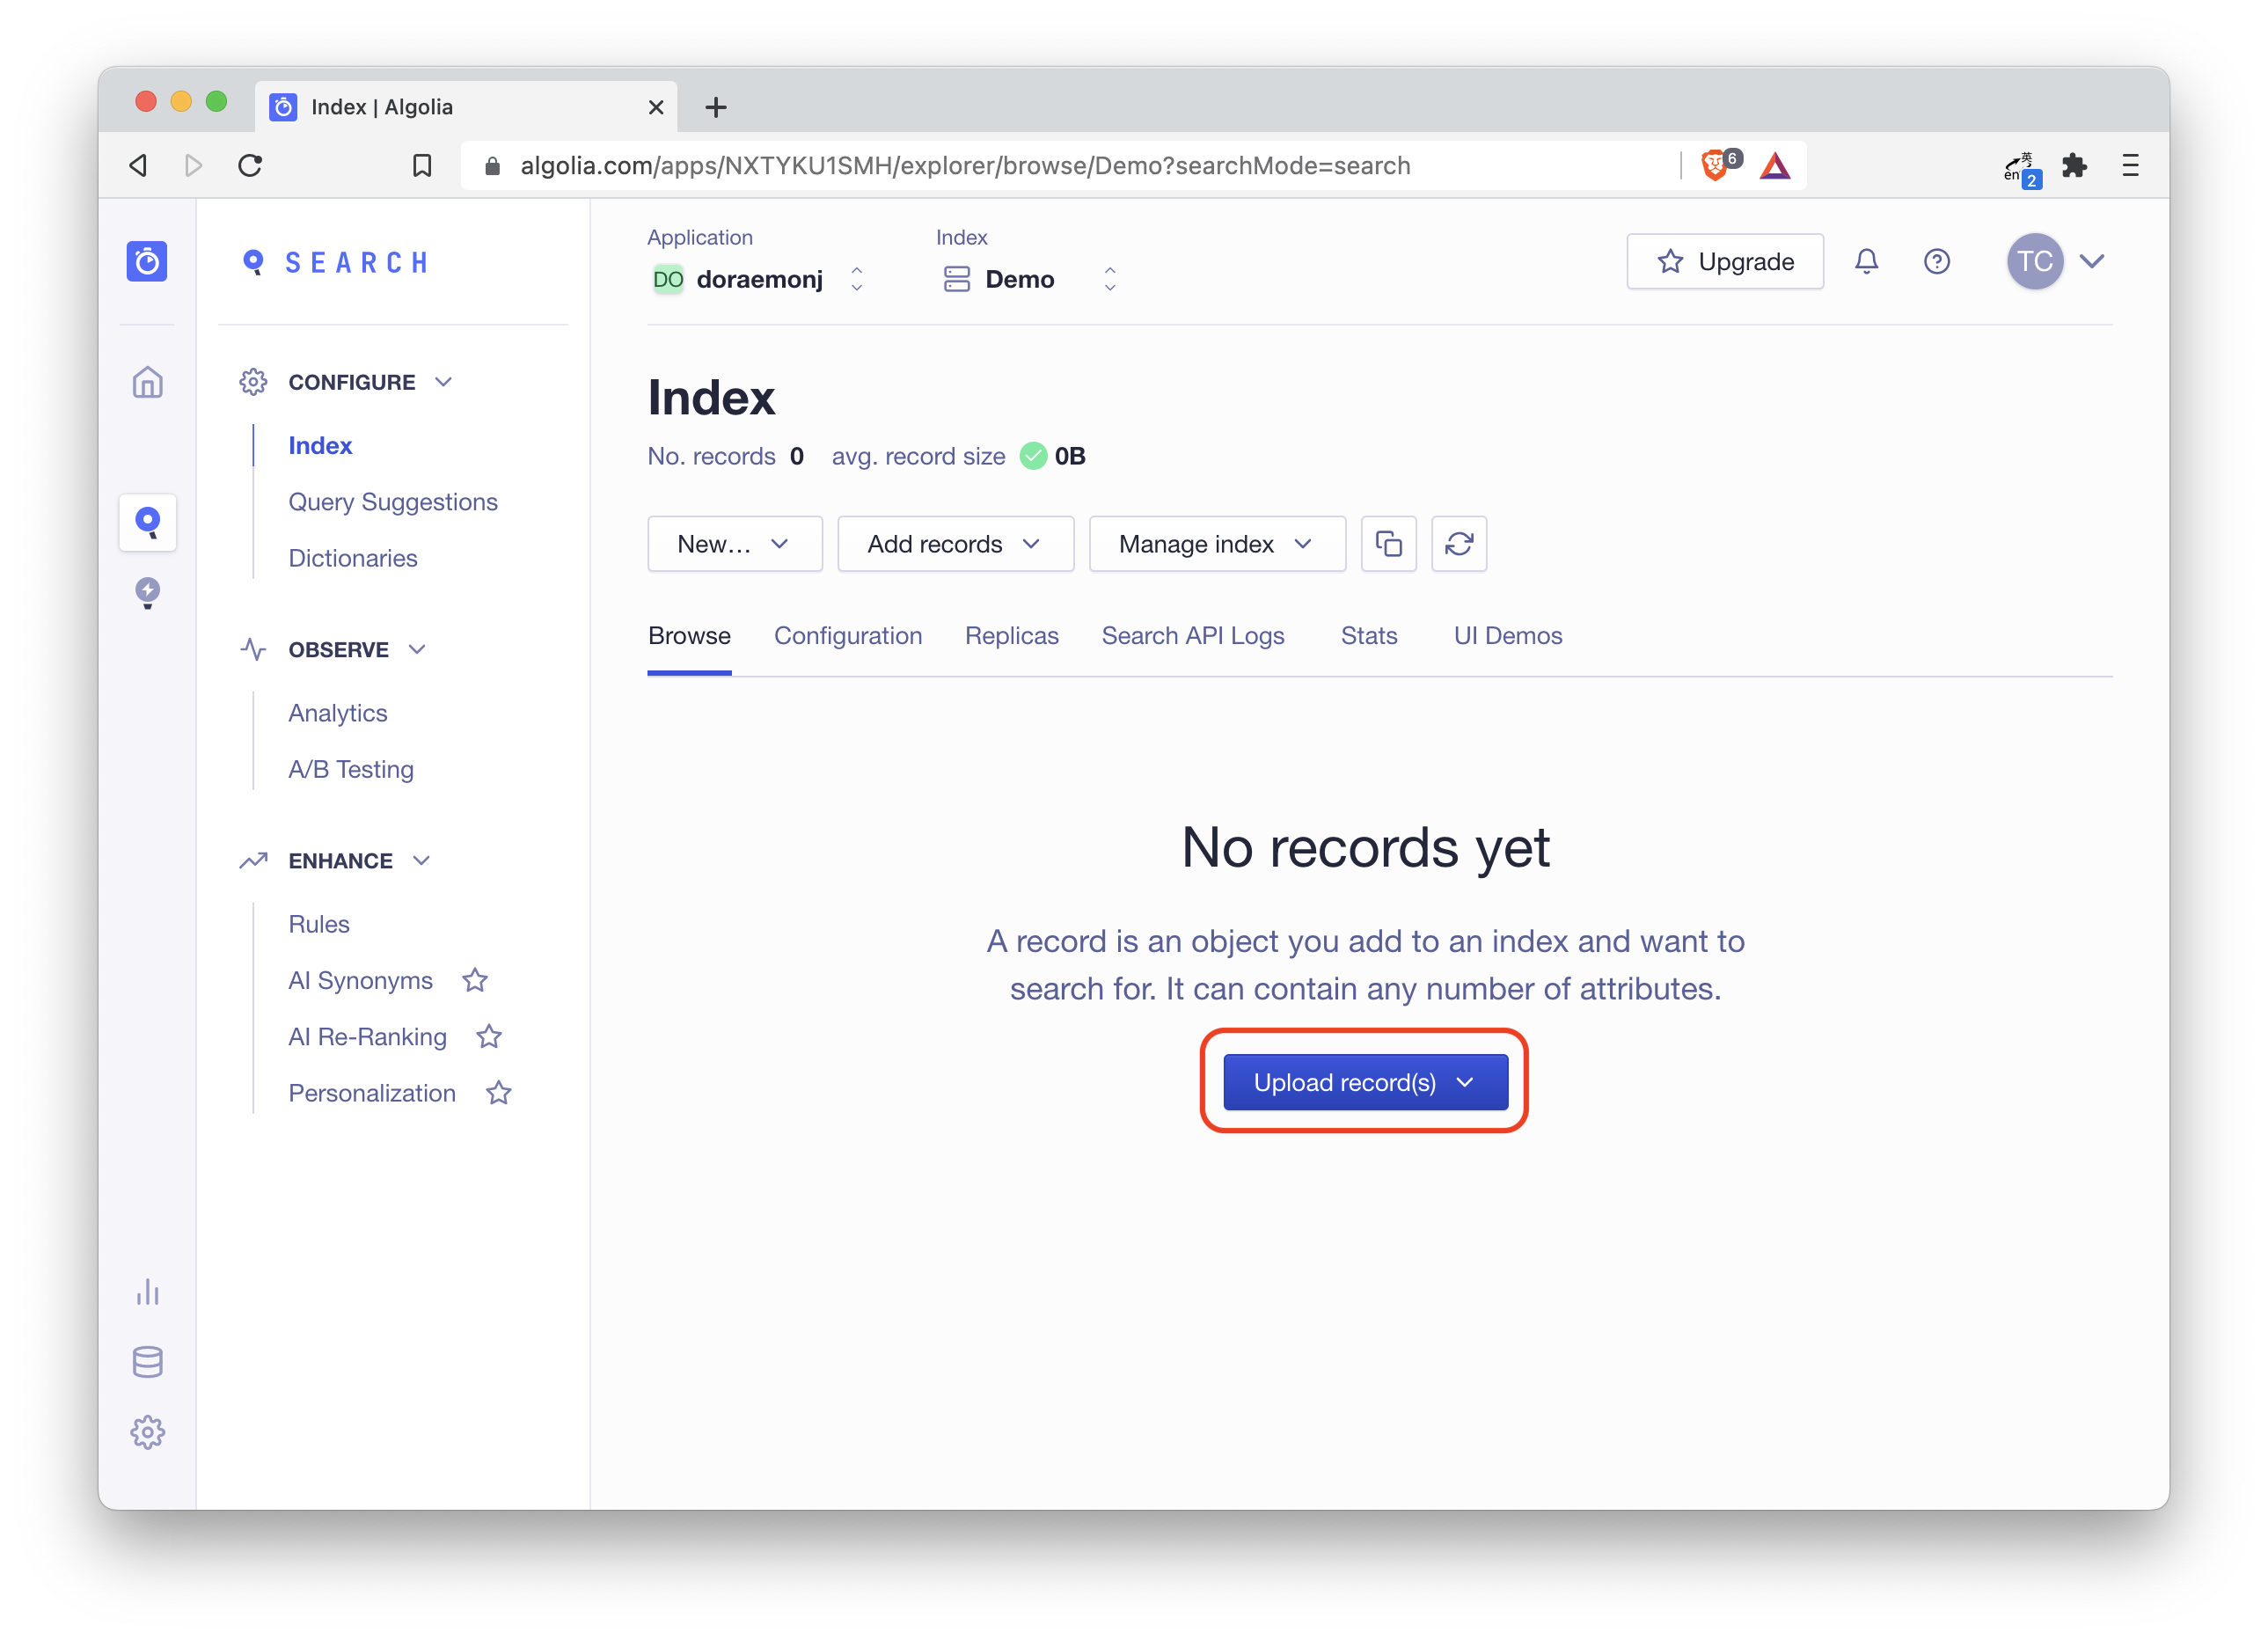 Index | Algolia
algolia.com/apps/NXTYKU1SMH/explorer/browse/Demo?searchMode=search
6
英
en
2
SEARCH
Application
Index
DO doraemonj
Demo
Upgrade
TC
CONFIGURE
Index
Query Suggestions
Dictionaries
OBSERVE
Analytics
A/B Testing
ENHANCE
Rules
AI Synonyms
AI Re-Ranking
Personalization
Index
No. records 0 avg. record size 0B
New... Add records Manage index
Browse Configuration Replicas Search API Logs Stats UI Demos
No records yet
A record is an object you add to an index and want to
search for. It can contain any number of attributes.
Upload record(s)